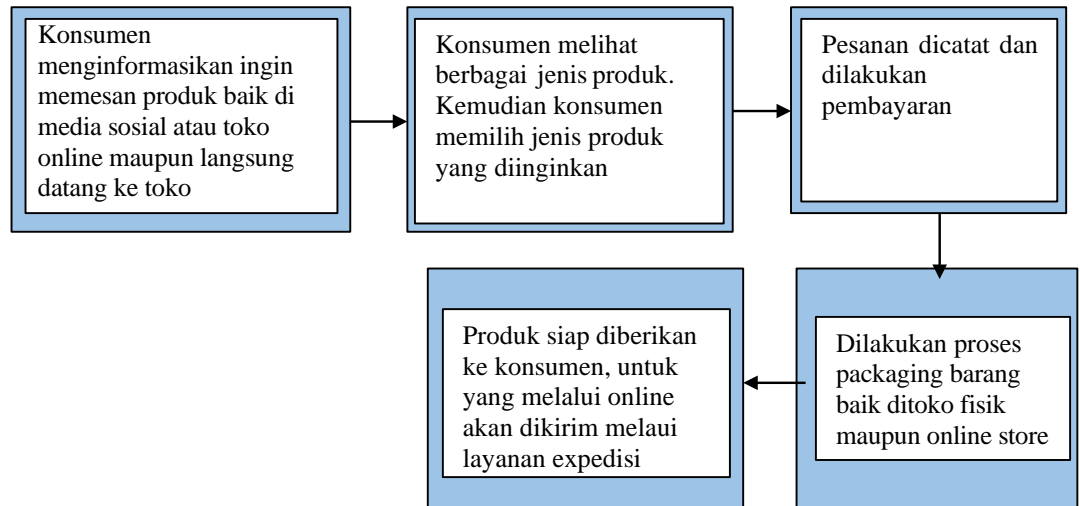 Konsumen
menginformasikan ingin
memesan produk baik di
media sosial atau toko
online maupun langsung
datang ke toko
Konsumen melihat
berbagai jenis produk.
Kemudian konsumen
memilih jenis produk
yang diinginkan
Pesanan dicatat dan
dilakukan
pembayaran
Dilakukan proses
packaging barang
baik ditoko fisik
maupun online store
Produk siap diberikan
ke konsumen, untuk
yang melalui online
akan dikirim melaui
layanan expedisi